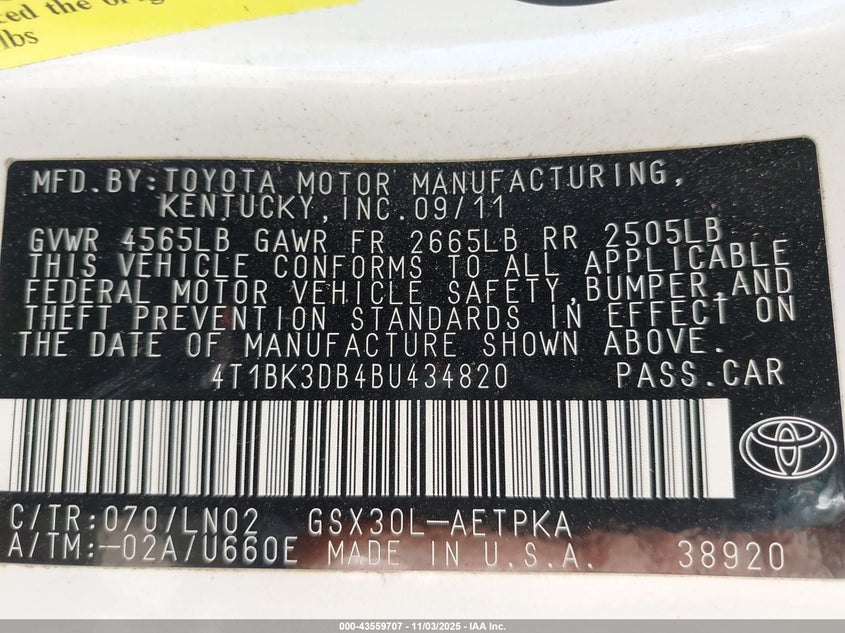 ced the
lbs
MFD.BY:TOYOTA MOTOR MANUFACTURING,
KENTUCKY,INC.09/11
GVWR 4565LB GAWR FR 2665LB RR 2505LB
THIS VEHICLE CONFORMS TO ALL APPLICABLE
FEDERAL MOTOR VEHICLE SAFETY,BUMPER,AND
THEFT PREVENTION STANDARDS IN EFFECT ON
THE DATE OF MANUFACTURE SHOWN ABOVE.
4T1BK3DB4BU434820 PASS.CAR
C/TR:070/LN02 GSX30L-AETPKA
A/TM:-02A/U660E MADE IN U.S.A. 38920
000-43559707 - 11/03/2025 - IAA Inc.